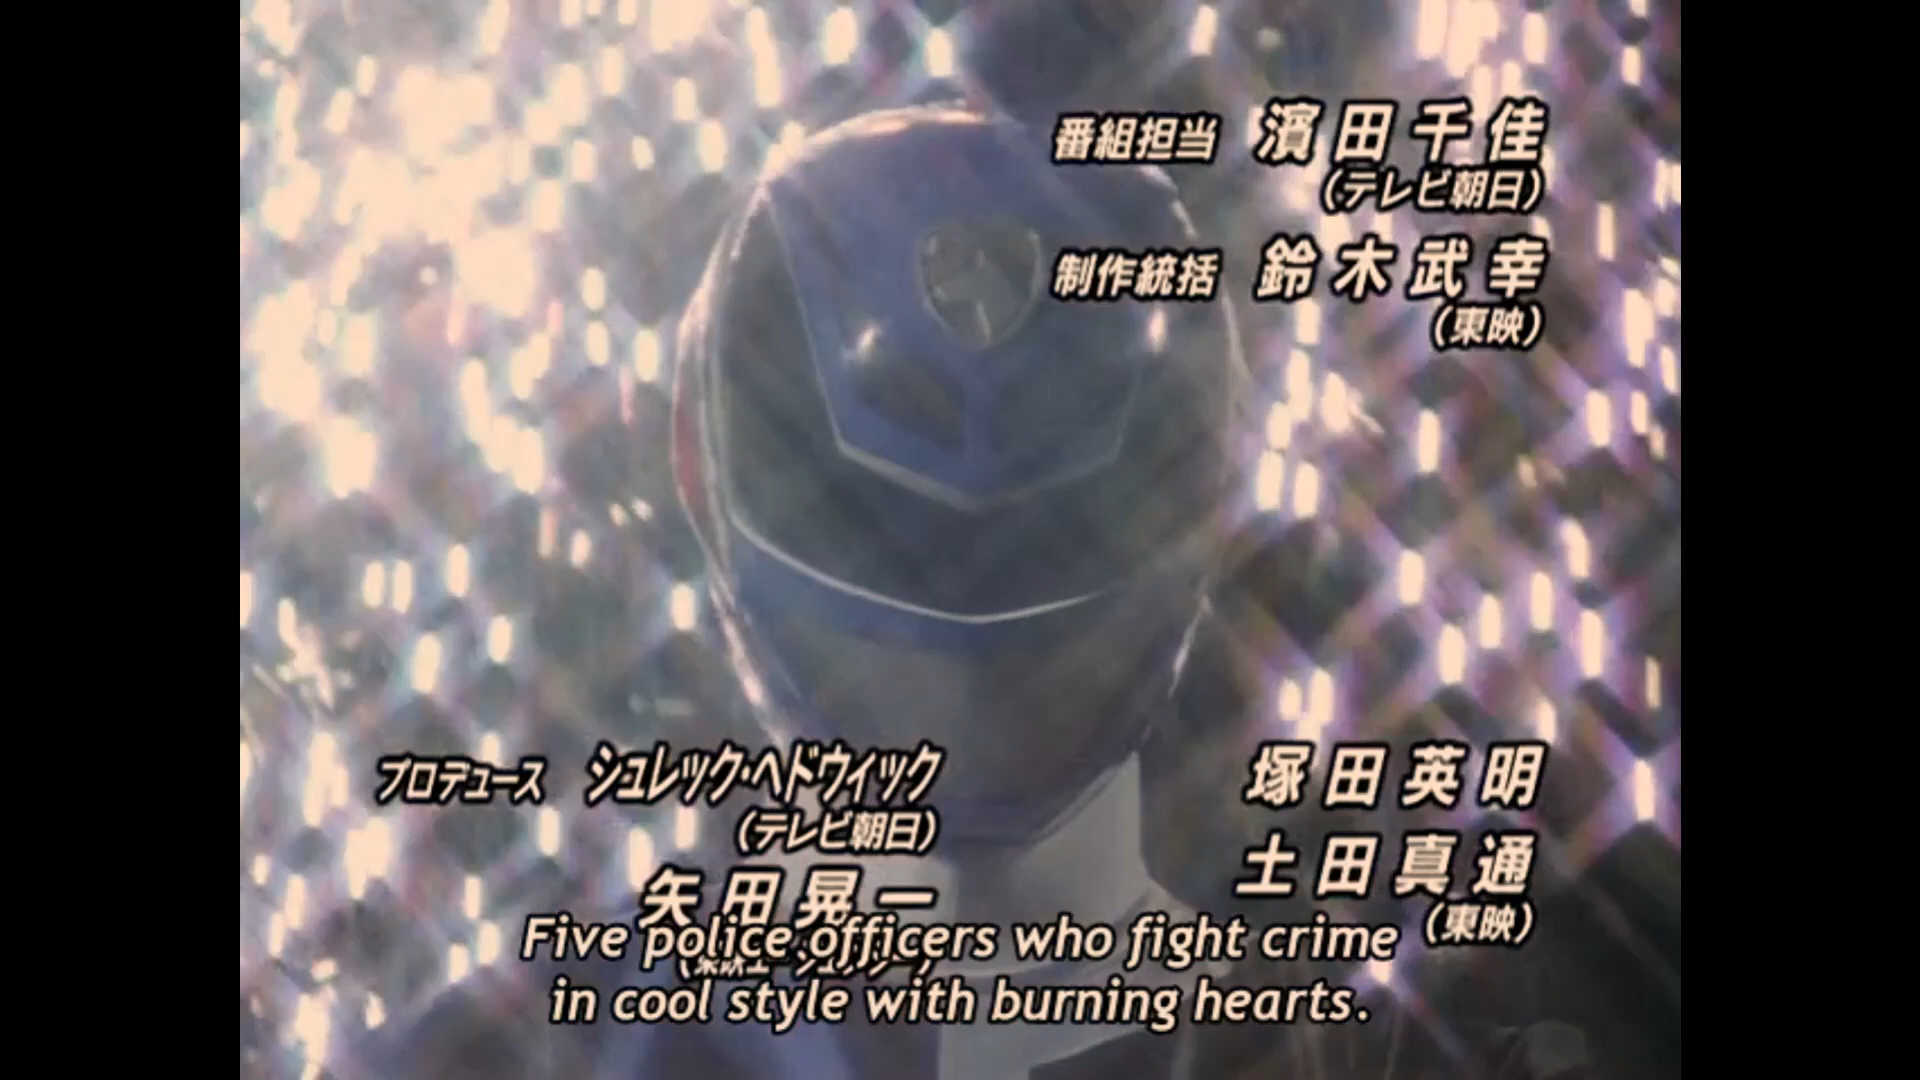 番組担当 濱田千佳
(テレビ朝日)
制作統括 鈴木武幸
(東映)
プロデュース シュレック・ヘドウィック
(テレビ朝日)
矢田晃一
塚田英明
土田真通
(東映)
Five police officers who fight crime
in cool style with burning hearts.